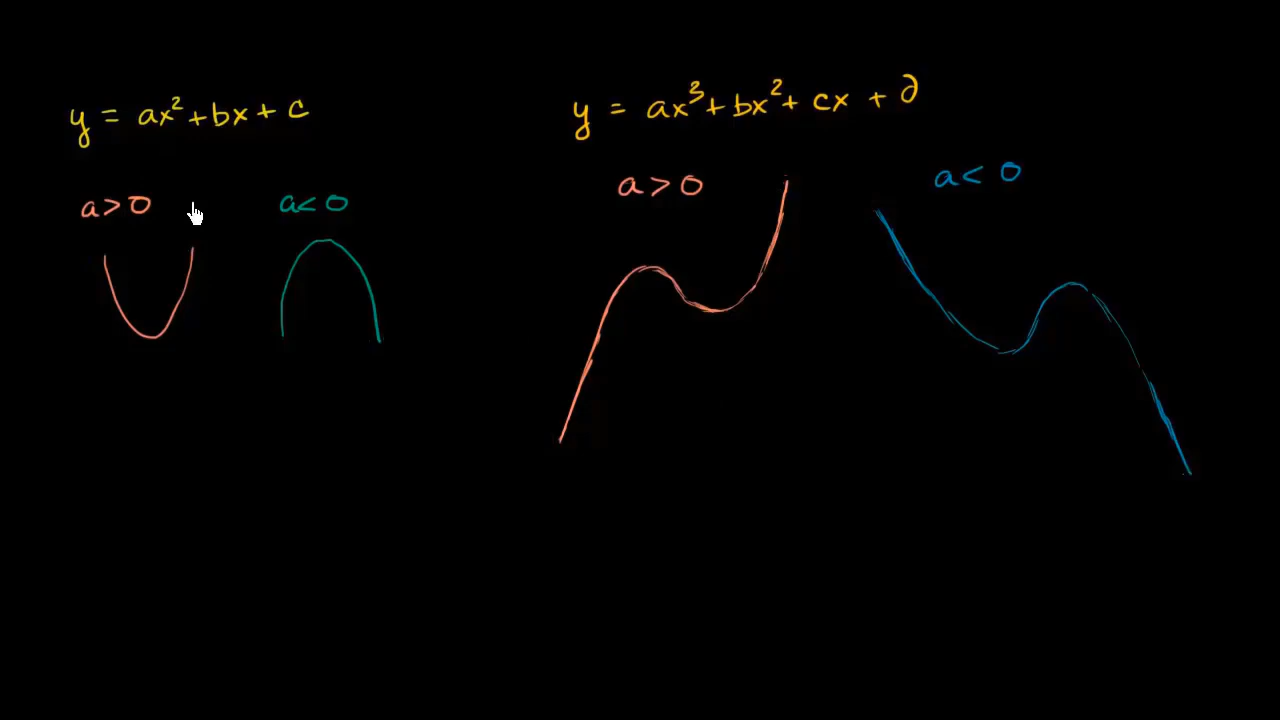 y = ax²+bx+c
a>0
a<0
y = ax³+bx²+cx+d
a>0
a<0